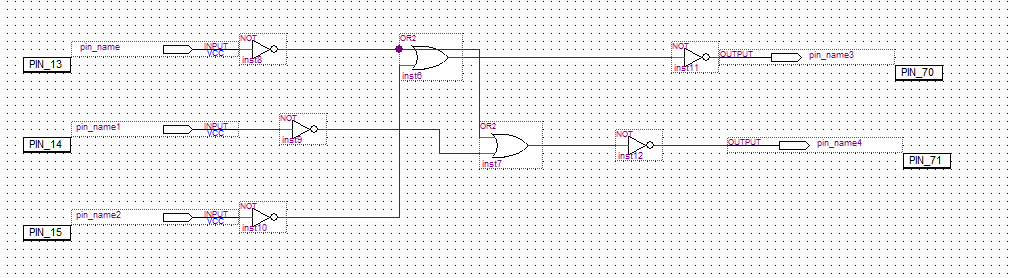 NOT
OR2
NOT
pin_name
INPUT
VCC
OUTPUT
pin_name3
PIN_13
inst8
inst6
inst11
PIN_70
NOT
OR2
NOT
pin_name1
INPUT
VCC
OUTPUT
pin_name4
PIN_14
inst9
inst7
inst12
PIN_71
NOT
pin_name2
INPUT
VCC
PIN_15
inst10